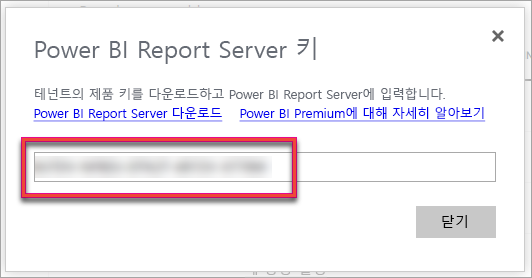 Power BI Report Server 키
테넌트의 제품 키를 다운로드하고 Power BI Report Server에 입력합니다.
Power BI Report Server 다운로드 Power BI Premium에 대해 자세히 알아보기
닫기